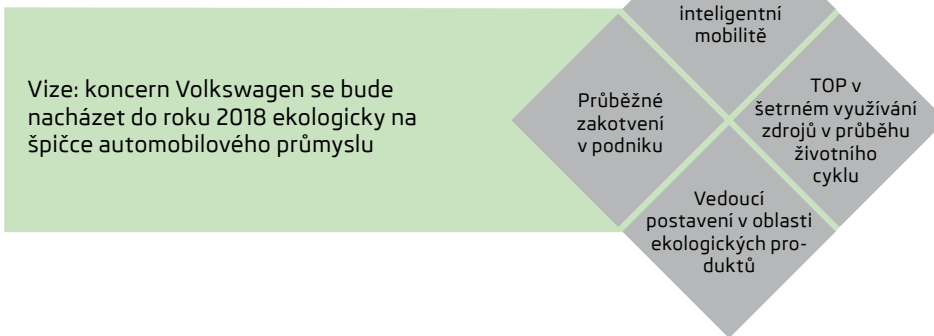 inteligentní
mobilitě
Vize: koncern Volkswagen se bude
nacházet do roku 2018 ekologicky na
špičce automobilového průmyslu
Průběžné
zakotvení
v podniku
TOP v
šetrném využívání
zdrojů v průběhu
životního
cyklu
Vedoucí
postavení v oblasti
ekologických pro-
duktů